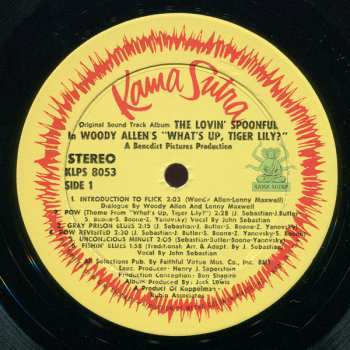 Kama Sutra
Original Sound Track Album THE LOVIN' SPOONFUL
In WOODY ALLEN'S "WHAT'S UP, TIGER LILY?"
A Benedict Pictures Production
STEREO
KLPS 8053
SIDE 1
KAMA SUTRA
1. INTRODUCTION TO FLICK 2:03 (Woody Allen-Lenny Maxwell)
Dialogue By Woody Allen And Lenny Maxwell
2. POW (Theme From "What's Up, Tiger Lily?") 2:28 (J. Sebastian-J. Butler-
S. Boone-Z. Yanovsky) Vocal By John Sebastian
3. GRAY PRISON BLUES (J. Sebastian-J. Butler-S. Boone-Z. Yanovsky)
4. POW REVISITED 2:30 (J. Sebastian-J. Butler-S. Boone-Z. Yanovsky)
UNCONCIOUS MINUET 2:05 (J. Sebastian-Butler-Boone-Yanovsky)
FISHIN' BLUES (Traditional Arr. & Adapt. By J. Sebastian)
Vocal By John Sebastian
All Selections Pub. By Faithful Virtue Mus. Co. Inc. BMI
Exec. Producer - Henry J. Saperstein
Production Conception: Ben Shapiro
Album Produced by: Jack Lewis
A Product Of Koppelman-
Rubin Associates